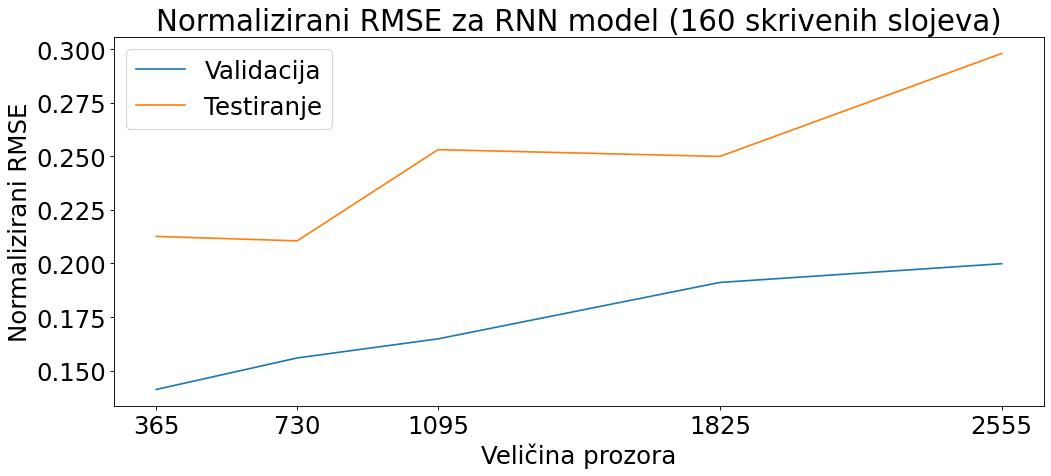 Normalizirani RMSE za RNN model (160 skrivenih slojeva)
Normalizirani RMSE
0.300
0.275
0.250
0.225
0.200
0.175
0.150
Validacija
Testiranje
365 730 1095 1825 2555
Veličina prozora